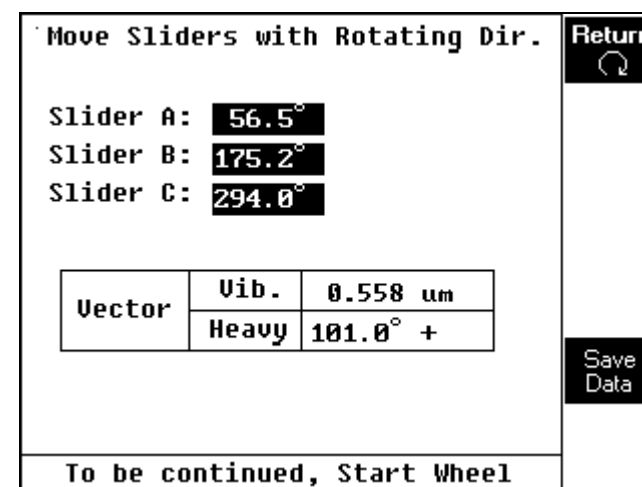 Move Sliders with Rotating Dir.
Return
Slider A: 56.5°
Slider B: 175.2°
Slider C: 294.0°
Vector
Vib. 0.558 um
Heavy 101.0° +
Save
Data
To be continued, Start Wheel